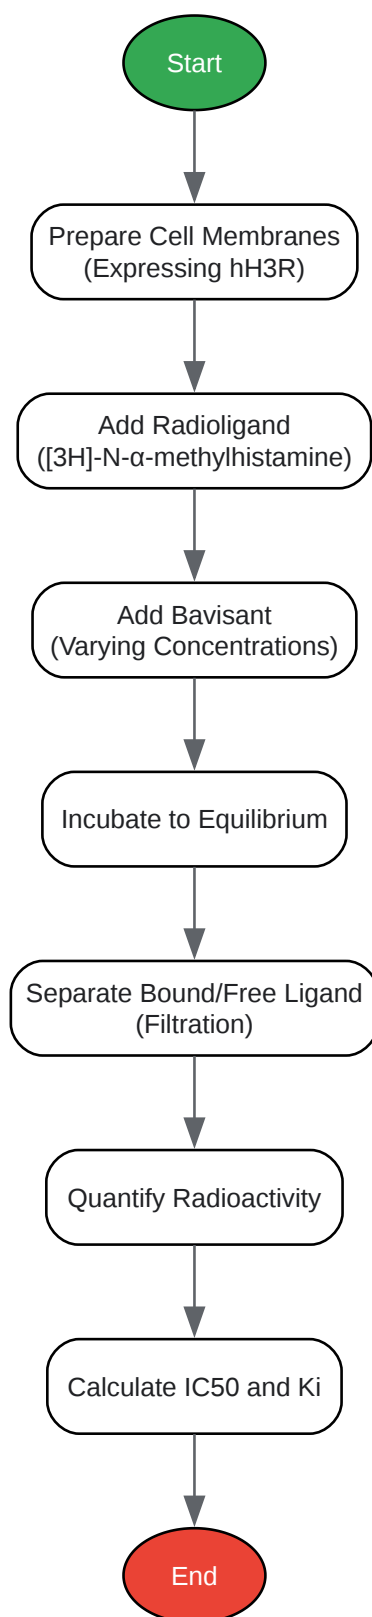 Start
Prepare Cell Membranes
(Expressing hH3R)
Add Radioligand
([3H]-N-α-methylhistamine)
Add Bavisant
(Varying Concentrations)
Incubate to Equilibrium
Separate Bound/Free Ligand
(Filtration)
Quantify Radioactivity
Calculate IC50 and Ki
End